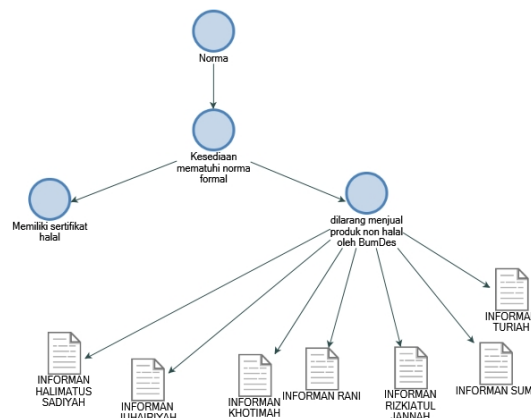 Norma
Kesediaan
mematuhi norma
formal
Memiliki sertifikat
halal
dilarang menjual
produk non halal
oleh BumDes
INFORMA
TURIAH
INFORMAN
HALIMATUS
SADIYAH
INFORMAN
INFORMAN
KHOTIMAH
INFORMAN RANI
INFORMAN
RIZKIATUL
JANNAH
INFORMAN SUM